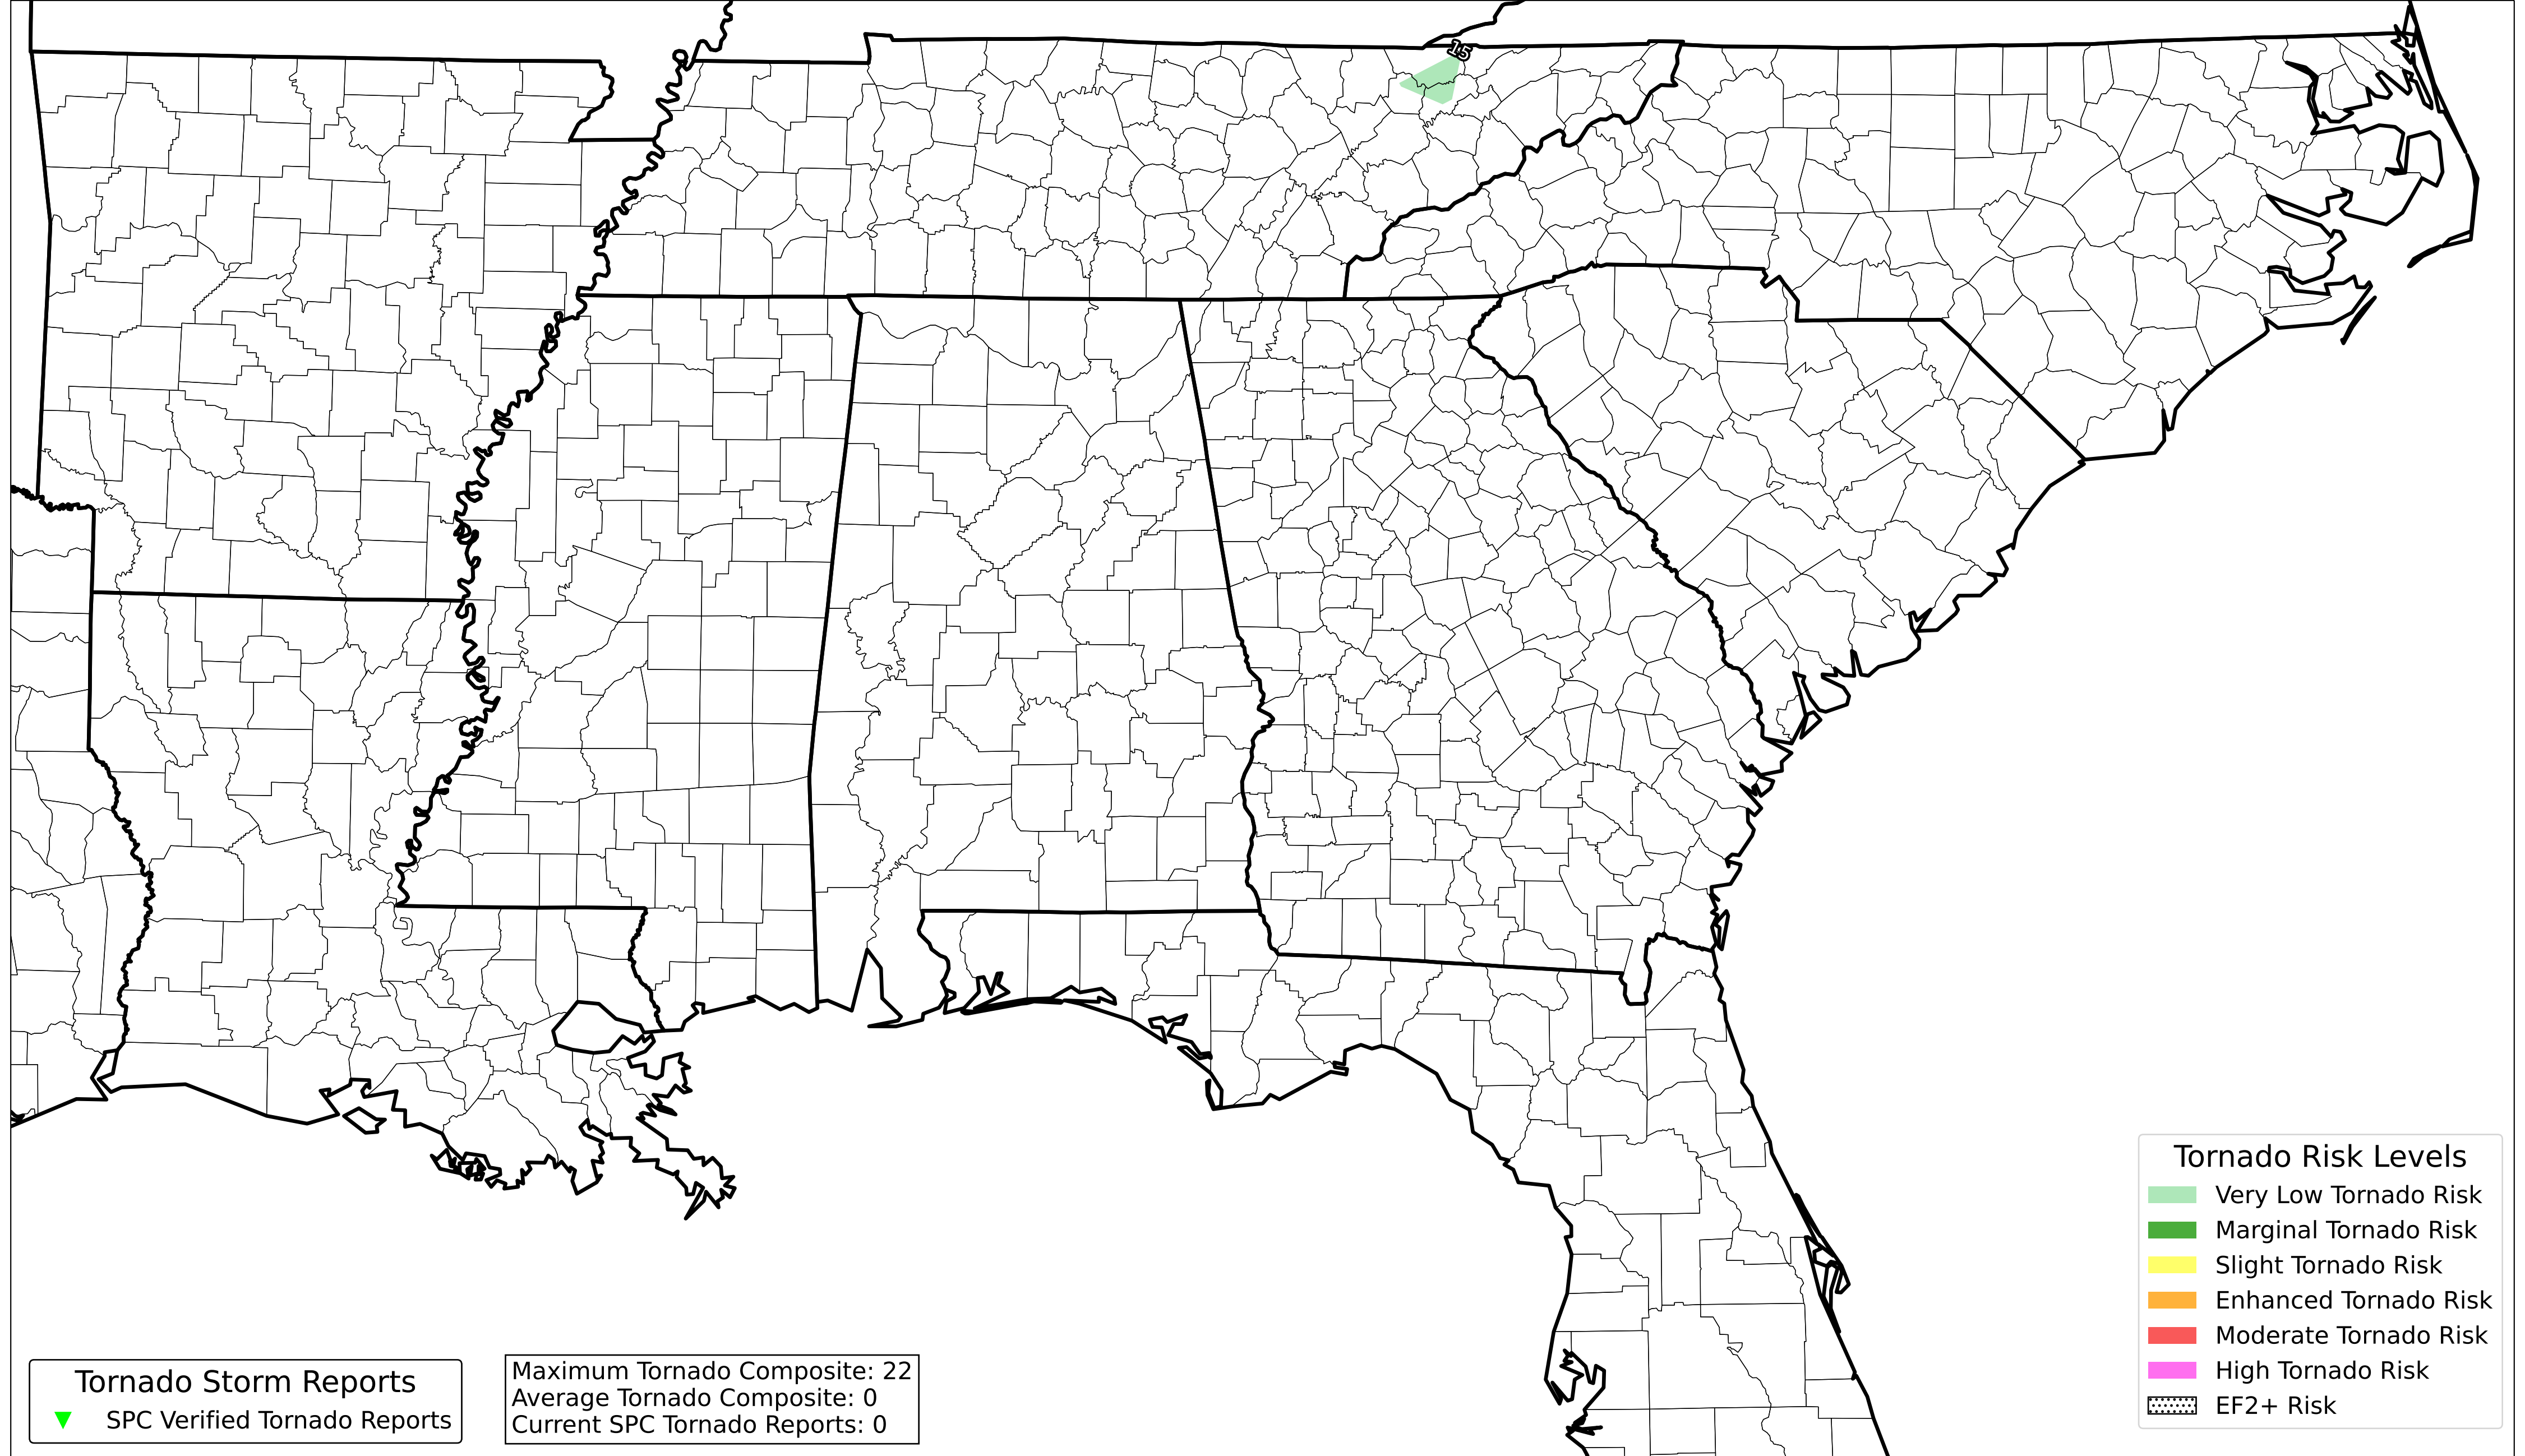 15
Tornado Risk Levels
Very Low Tornado Risk
Marginal Tornado Risk
Slight Tornado Risk
Enhanced Tornado Risk
Moderate Tornado Risk
High Tornado Risk
EF2+ Risk
Tornado Storm Reports
SPC Verified Tornado Reports
Maximum Tornado Composite: 22
Average Tornado Composite: 0
Current SPC Tornado Reports: 0